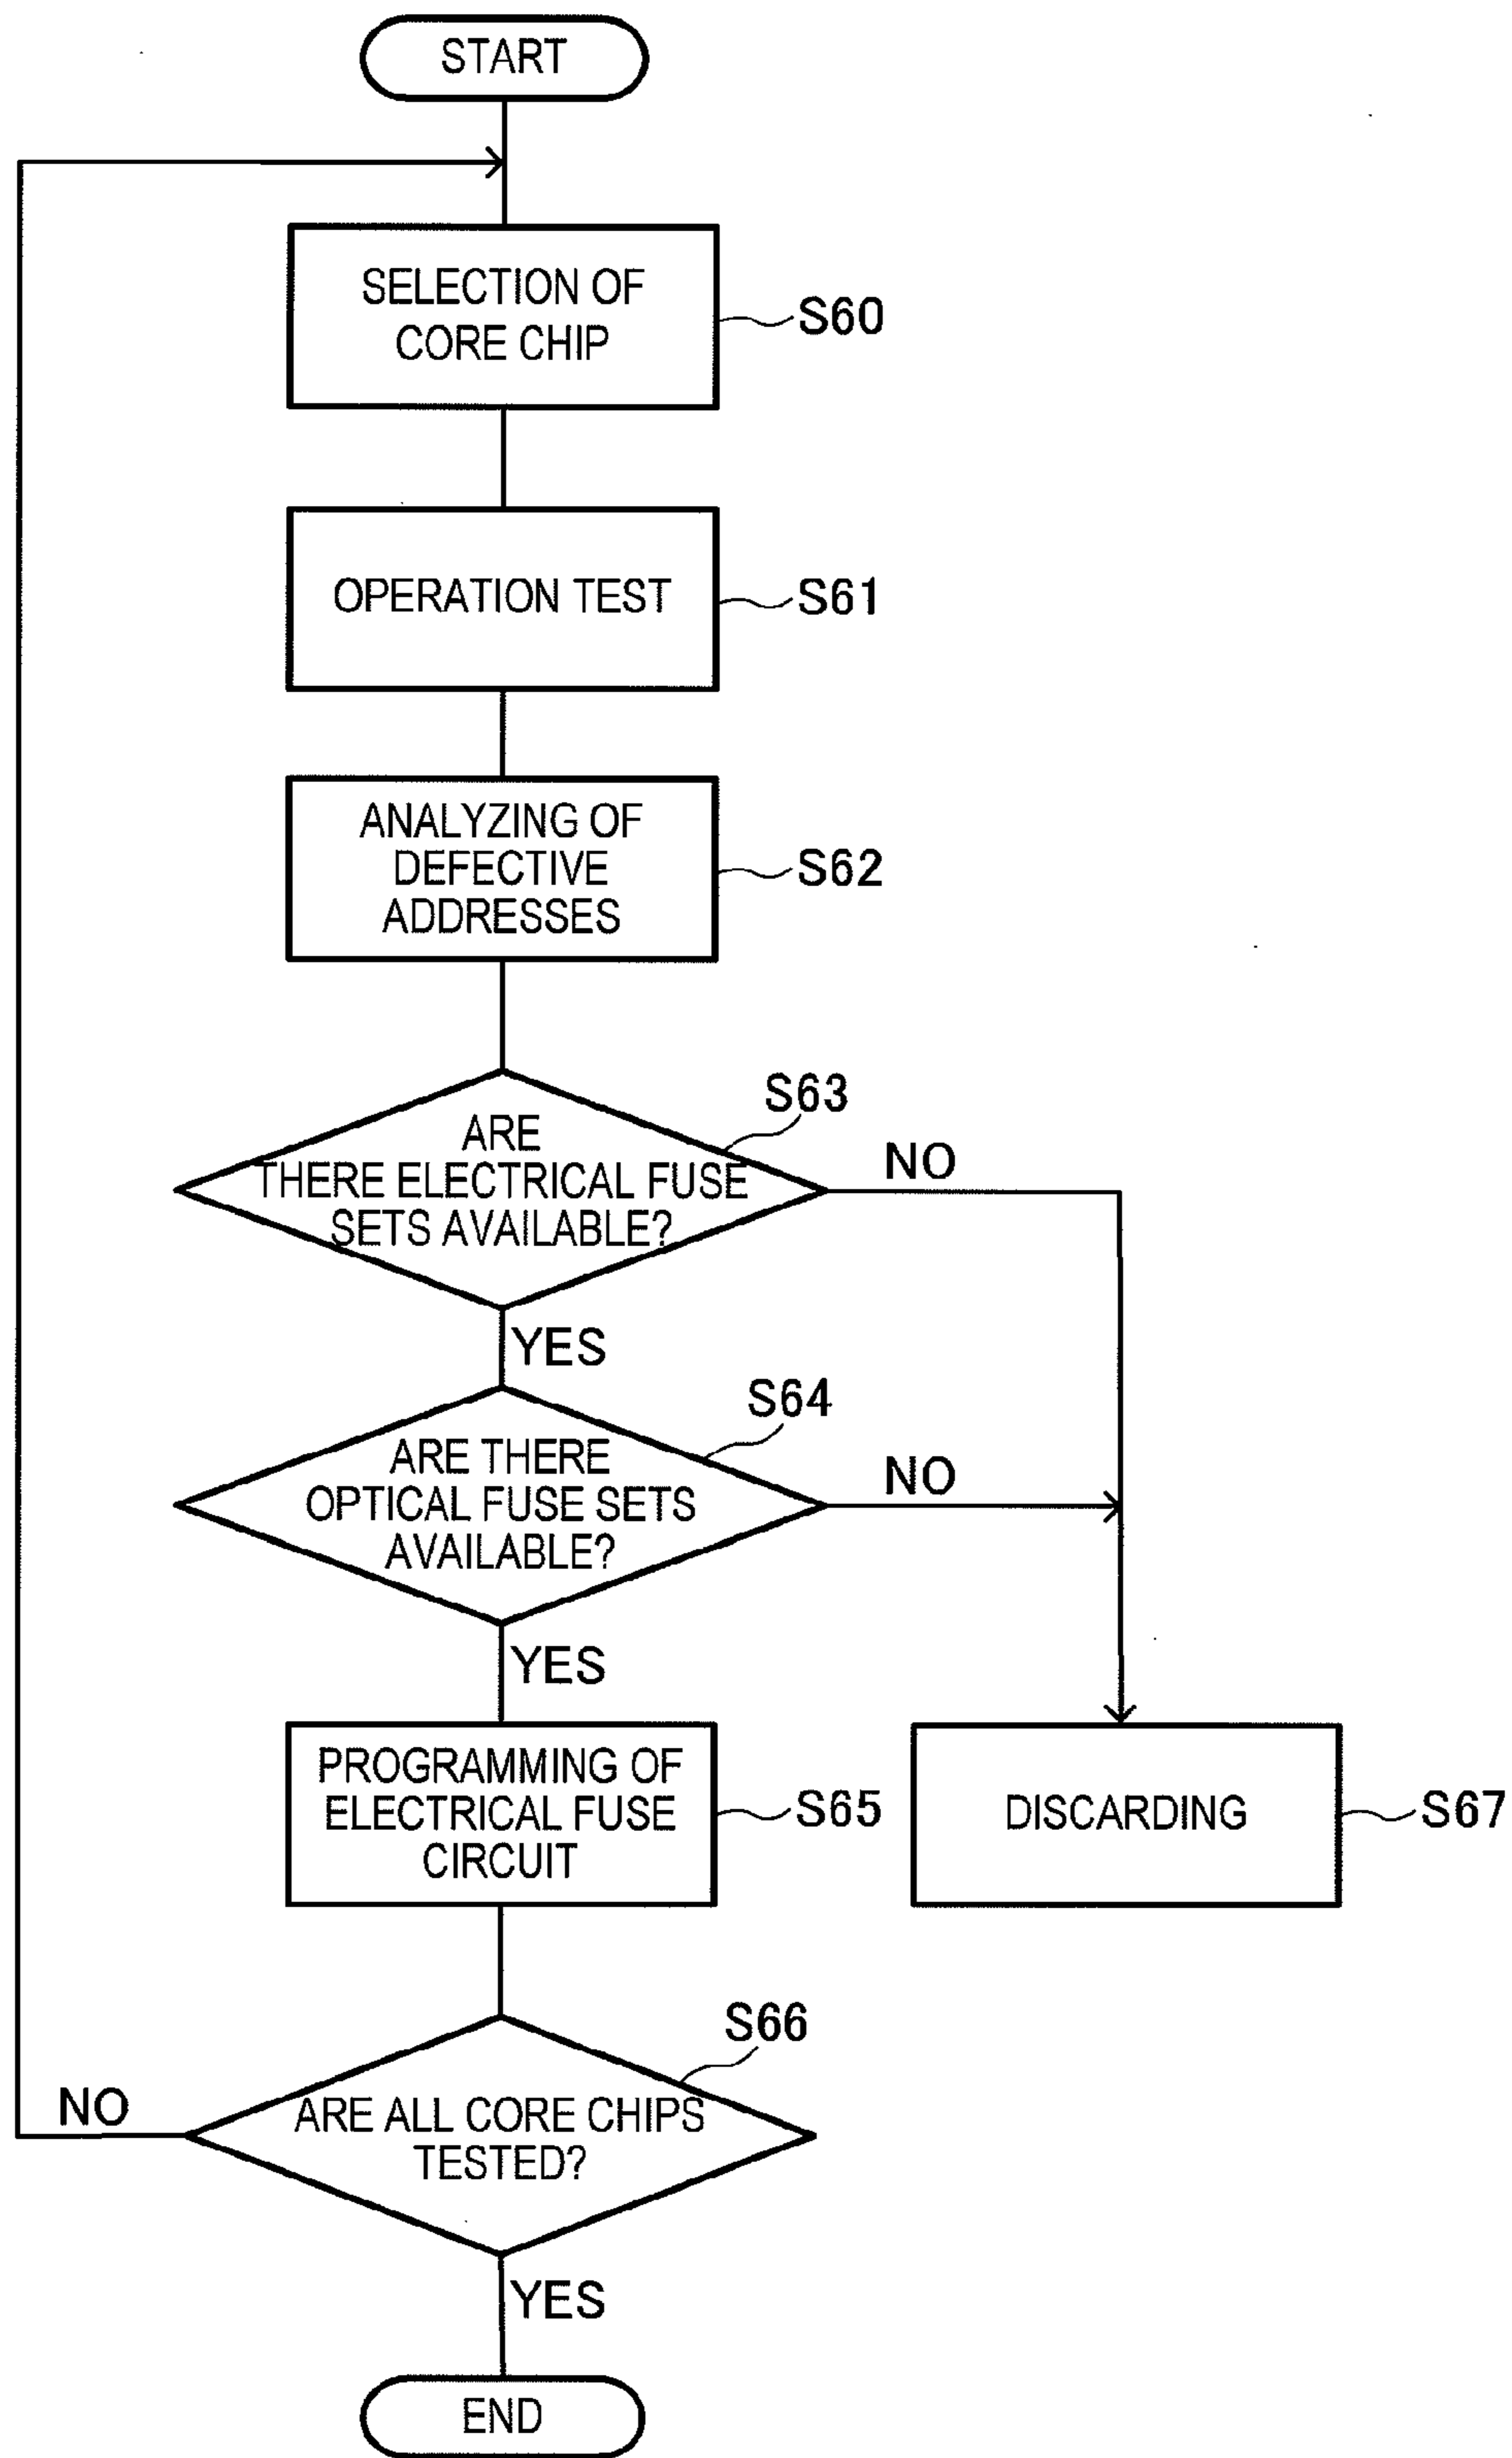 START
SELECTION OF
CORE CHIP
S60
OPERATION TEST
S61
ANALYZING OF
DEFECTIVE
ADDRESSES
S62
S63
ARE
THERE ELECTRICAL FUSE
SETS AVAILABLE?
NO
YES
S64
ARE THERE
OPTICAL FUSE SETS
AVAILABLE?
NO
YES
PROGRAMMING OF
ELECTRICAL FUSE
CIRCUIT
S65
DISCARDING
S67
S66
ARE ALL CORE CHIPS
TESTED?
NO
YES
END